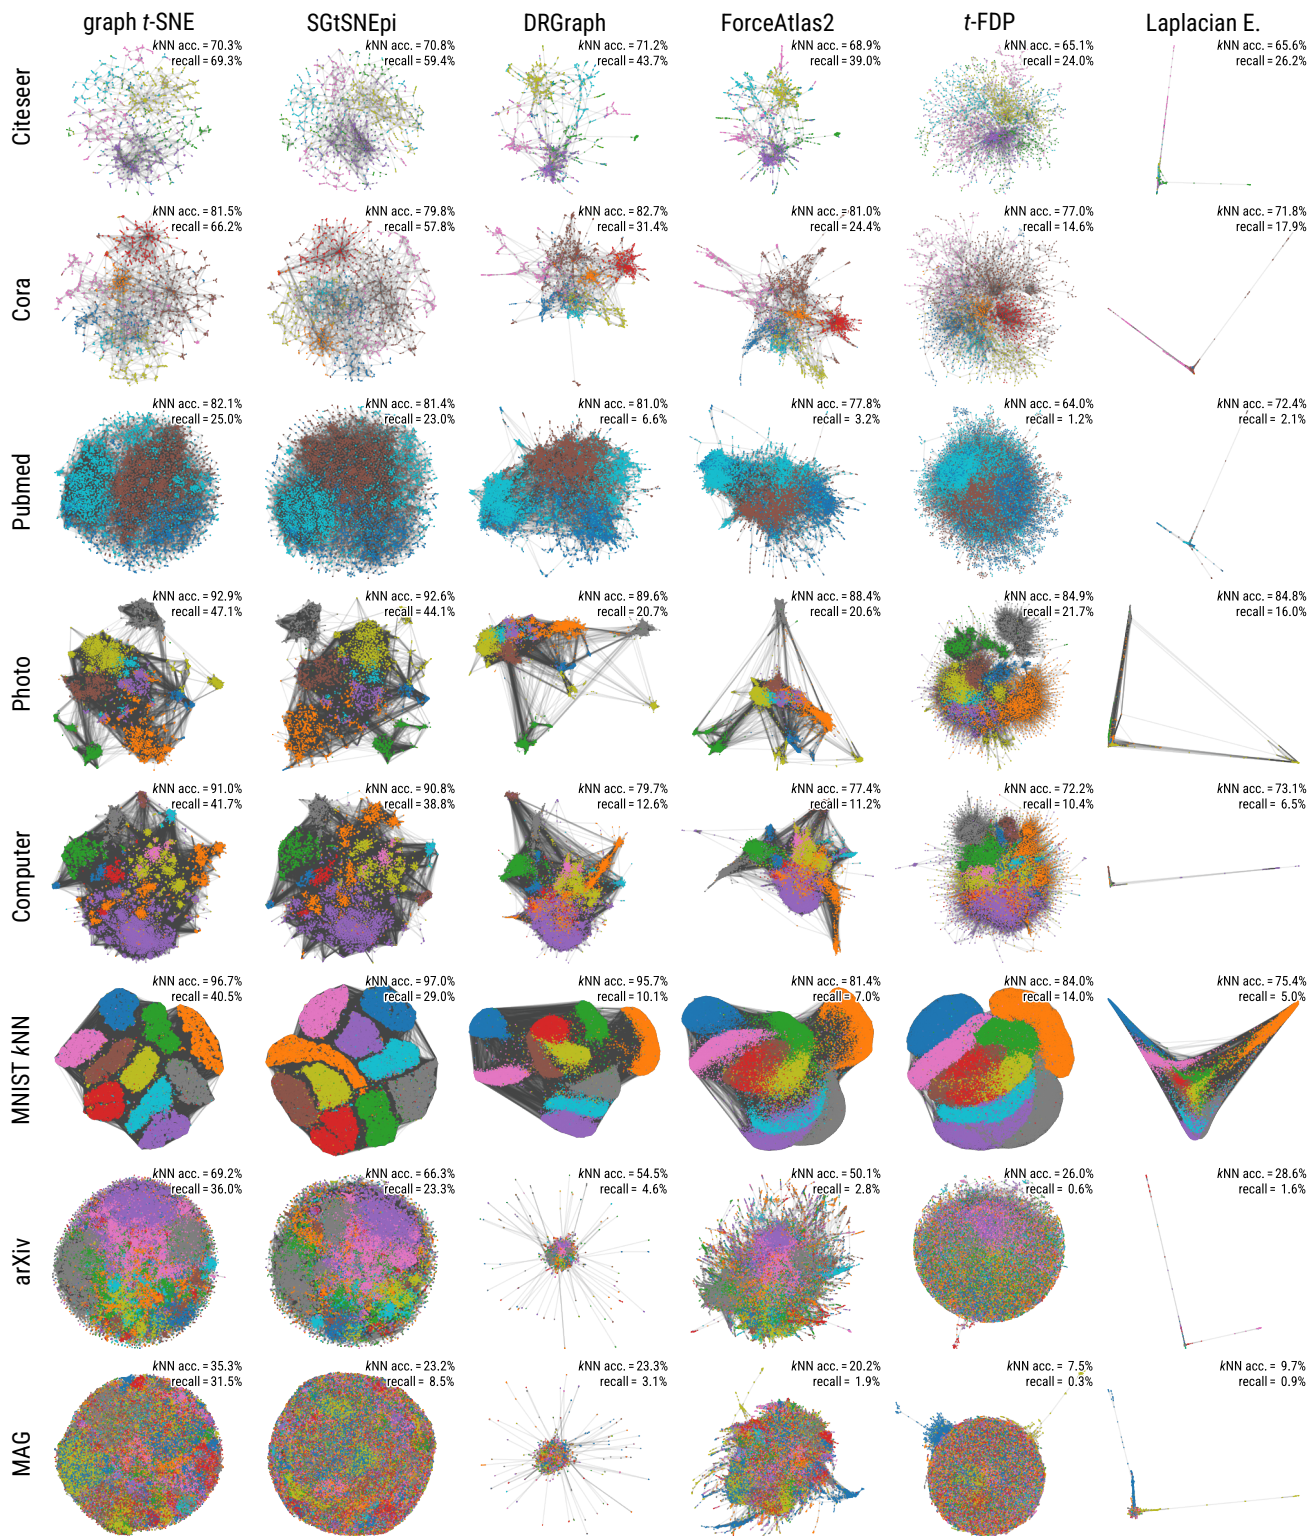 graph t-SNE SGtSNEpi DRGraph ForceAtlas2 t-FDP Laplacian E.
Citeseer
kNN acc. = 70.3% kNN acc. = 70.8% kNN acc. = 71.2% kNN acc. = 68.9% kNN acc. = 65.1% kNN acc. = 65.6%
recall = 69.3% recall = 59.4% recall = 43.7% recall = 39.0% recall = 24.0% recall = 26.2%
Cora
kNN acc. = 81.5% kNN acc. = 79.8% kNN acc. = 82.7% kNN acc. = 81.0% kNN acc. = 77.0% kNN acc. = 71.8%
recall = 66.2% recall = 57.8% recall = 31.4% recall = 24.4% recall = 14.6% recall = 17.9%
Pubmed
kNN acc. = 82.1% kNN acc. = 81.4% kNN acc. = 81.0% kNN acc. = 77.8% kNN acc. = 64.0% kNN acc. = 72.4%
recall = 25.0% recall = 23.0% recall = 6.6% recall = 3.2% recall = 1.2% recall = 2.1%
Photo
kNN acc. = 92.9% kNN acc. = 92.6% kNN acc. = 89.6% kNN acc. = 88.4% kNN acc. = 84.9% kNN acc. = 84.8%
recall = 47.1% recall = 44.1% recall = 20.7% recall = 20.6% recall = 21.7% recall = 16.0%
Computer
kNN acc. = 91.0% kNN acc. = 90.8% kNN acc. = 79.7% kNN acc. = 77.4% kNN acc. = 72.2% kNN acc. = 73.1%
recall = 41.7% recall = 38.8% recall = 12.6% recall = 11.2% recall = 10.4% recall = 6.5%
MNIST kNN
kNN acc. = 96.7% kNN acc. = 97.0% kNN acc. = 95.7% kNN acc. = 81.4% kNN acc. = 84.0% kNN acc. = 75.4%
recall = 40.5% recall = 29.0% recall = 10.1% recall = 7.0% recall = 14.0% recall = 5.0%
arXiv
kNN acc. = 69.2% kNN acc. = 66.3% kNN acc. = 54.5% kNN acc. = 50.1% kNN acc. = 26.0% kNN acc. = 28.6%
recall = 36.0% recall = 23.3% recall = 4.6% recall = 2.8% recall = 0.6% recall = 1.6%
MAG
kNN acc. = 35.3% kNN acc. = 23.2% kNN acc. = 23.3% kNN acc. = 20.2% kNN acc. = 7.5% kNN acc. = 9.7%
recall = 31.5% recall = 8.5% recall = 3.1% recall = 1.9% recall = 0.3% recall = 0.9%